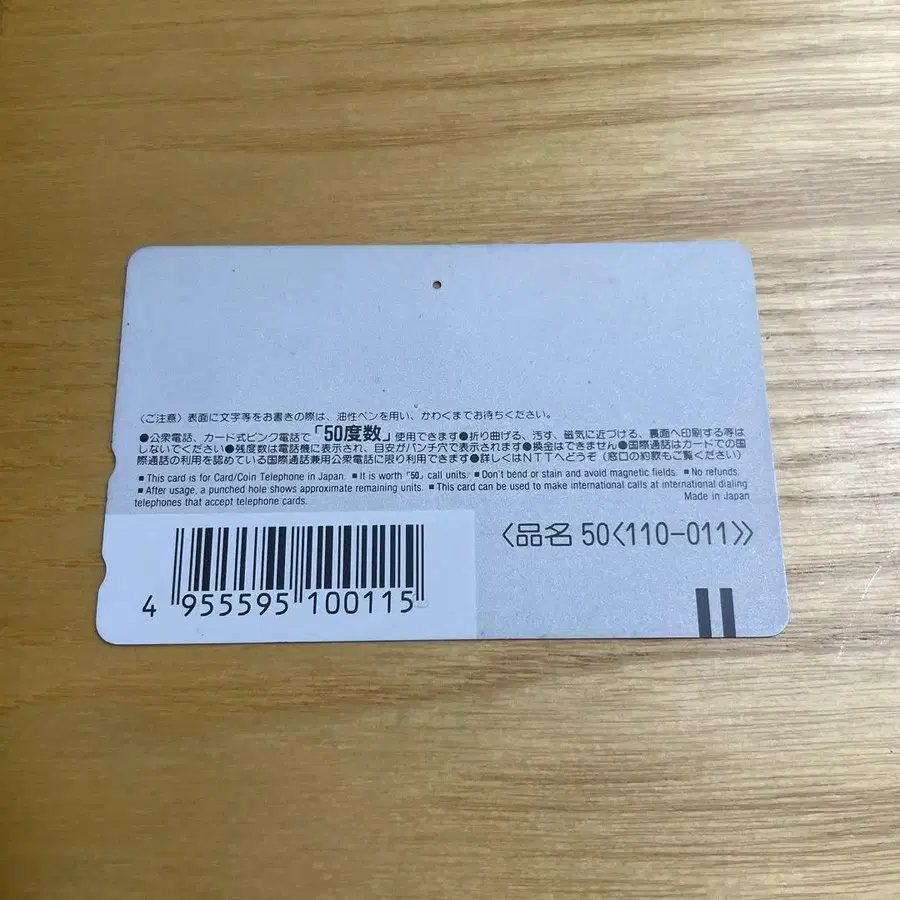 〈ご注意〉表面に文字等をお書きの際は、油性ペンを用い、かわくまでお待ちください。
●公衆電話、カード式ピンク電話で「50度数」使用できます●折り曲げる、汚す、磁気に近づける、裏面へ印刷する等は
しないでください●残度数は電話機に表示され、目安がパンチ穴で表示されます●換金はできません●国際通話はカードでの国
際通話の利用を認めている国際通話兼用公衆電話に限り利用できます●詳しくはNTTへどうぞ（窓口の約款もご覧ください）
■ This card is for Card/Coin Telephone in Japan. ■ It is worth「50」call units. ■ Don't bend or stain and avoid magnetic fields. ■ No refunds.
■ After usage, a punched hole shows approximate remaining units. ■ This card can be used to make international calls at international dialing
telephones that accept telephone cards.
Made in Japan
〈品名 50〈110-011〉〉
4 955595 100115